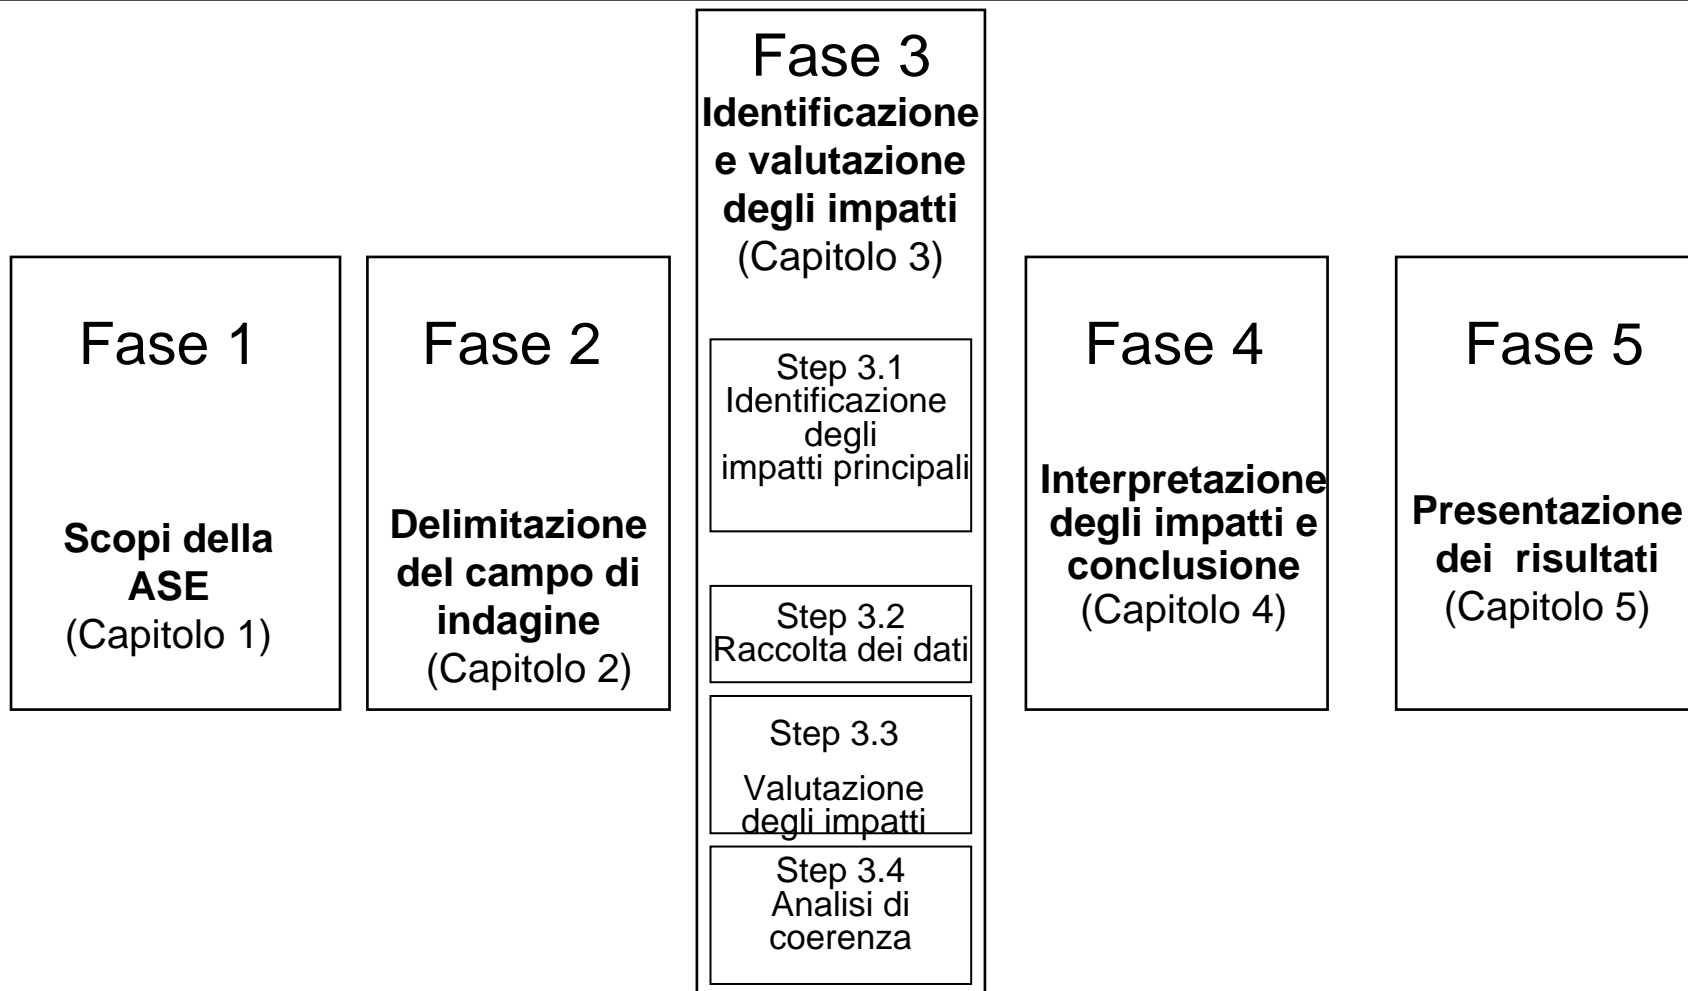 Fase 1
Scopi della
ASE
(Capitolo 1)
Fase 2
Delimitazione
del campo di
indagine
(Capitolo 2)
Fase 3
Identificazione
e valutazione
degli impatti
(Capitolo 3)
Step 3.1
Identificazione
degli
impatti principali
Step 3.2
Raccolta dei dati
Step 3.3
Valutazione
degli impatti
Step 3.4
Analisi di
coerenza
Fase 4
Interpretazione
degli impatti e
conclusione
(Capitolo 4)
Fase 5
Presentazione
dei risultati
(Capitolo 5)